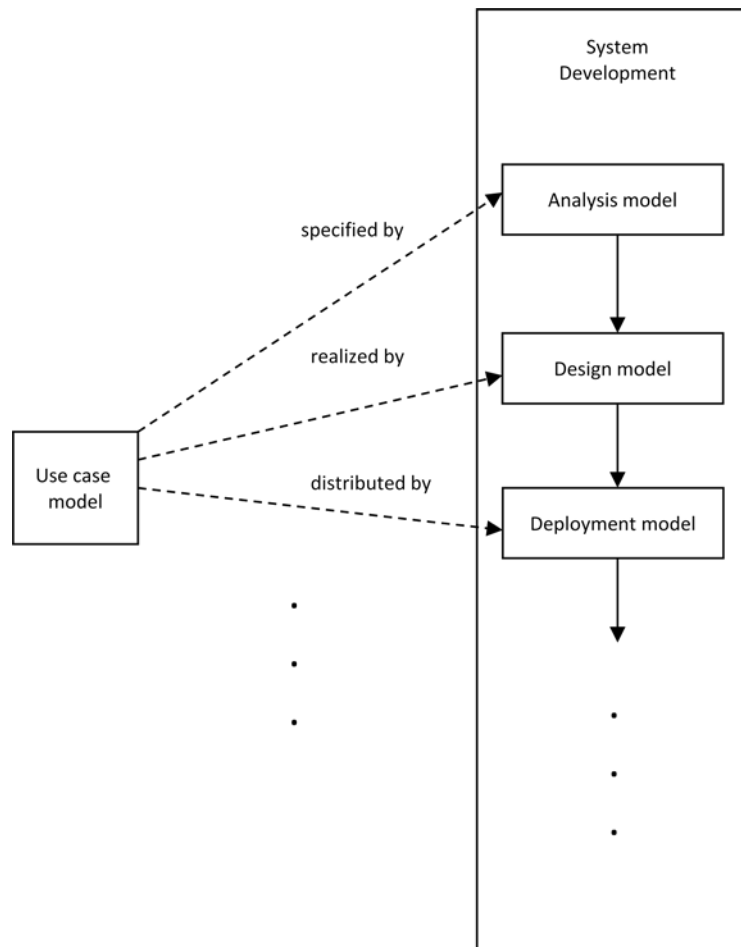 System
Development
Analysis model
specified by
realized by
Design model
Use case
model
distributed by
Deployment model